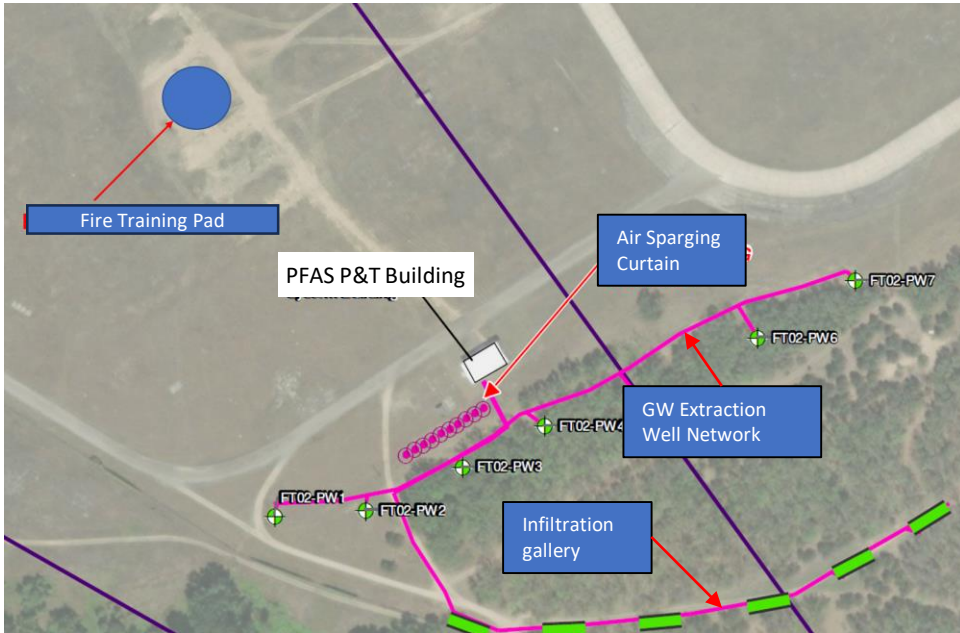 Fire Training Pad
Air Sparging
Curtain
PFAS P&T Building
FT02-PW7
FT02-PW6
GW Extraction
Well Network
FT02-PW4
FT02-PW3
FT02-PW1
FT02-PW2
Infiltration
gallery